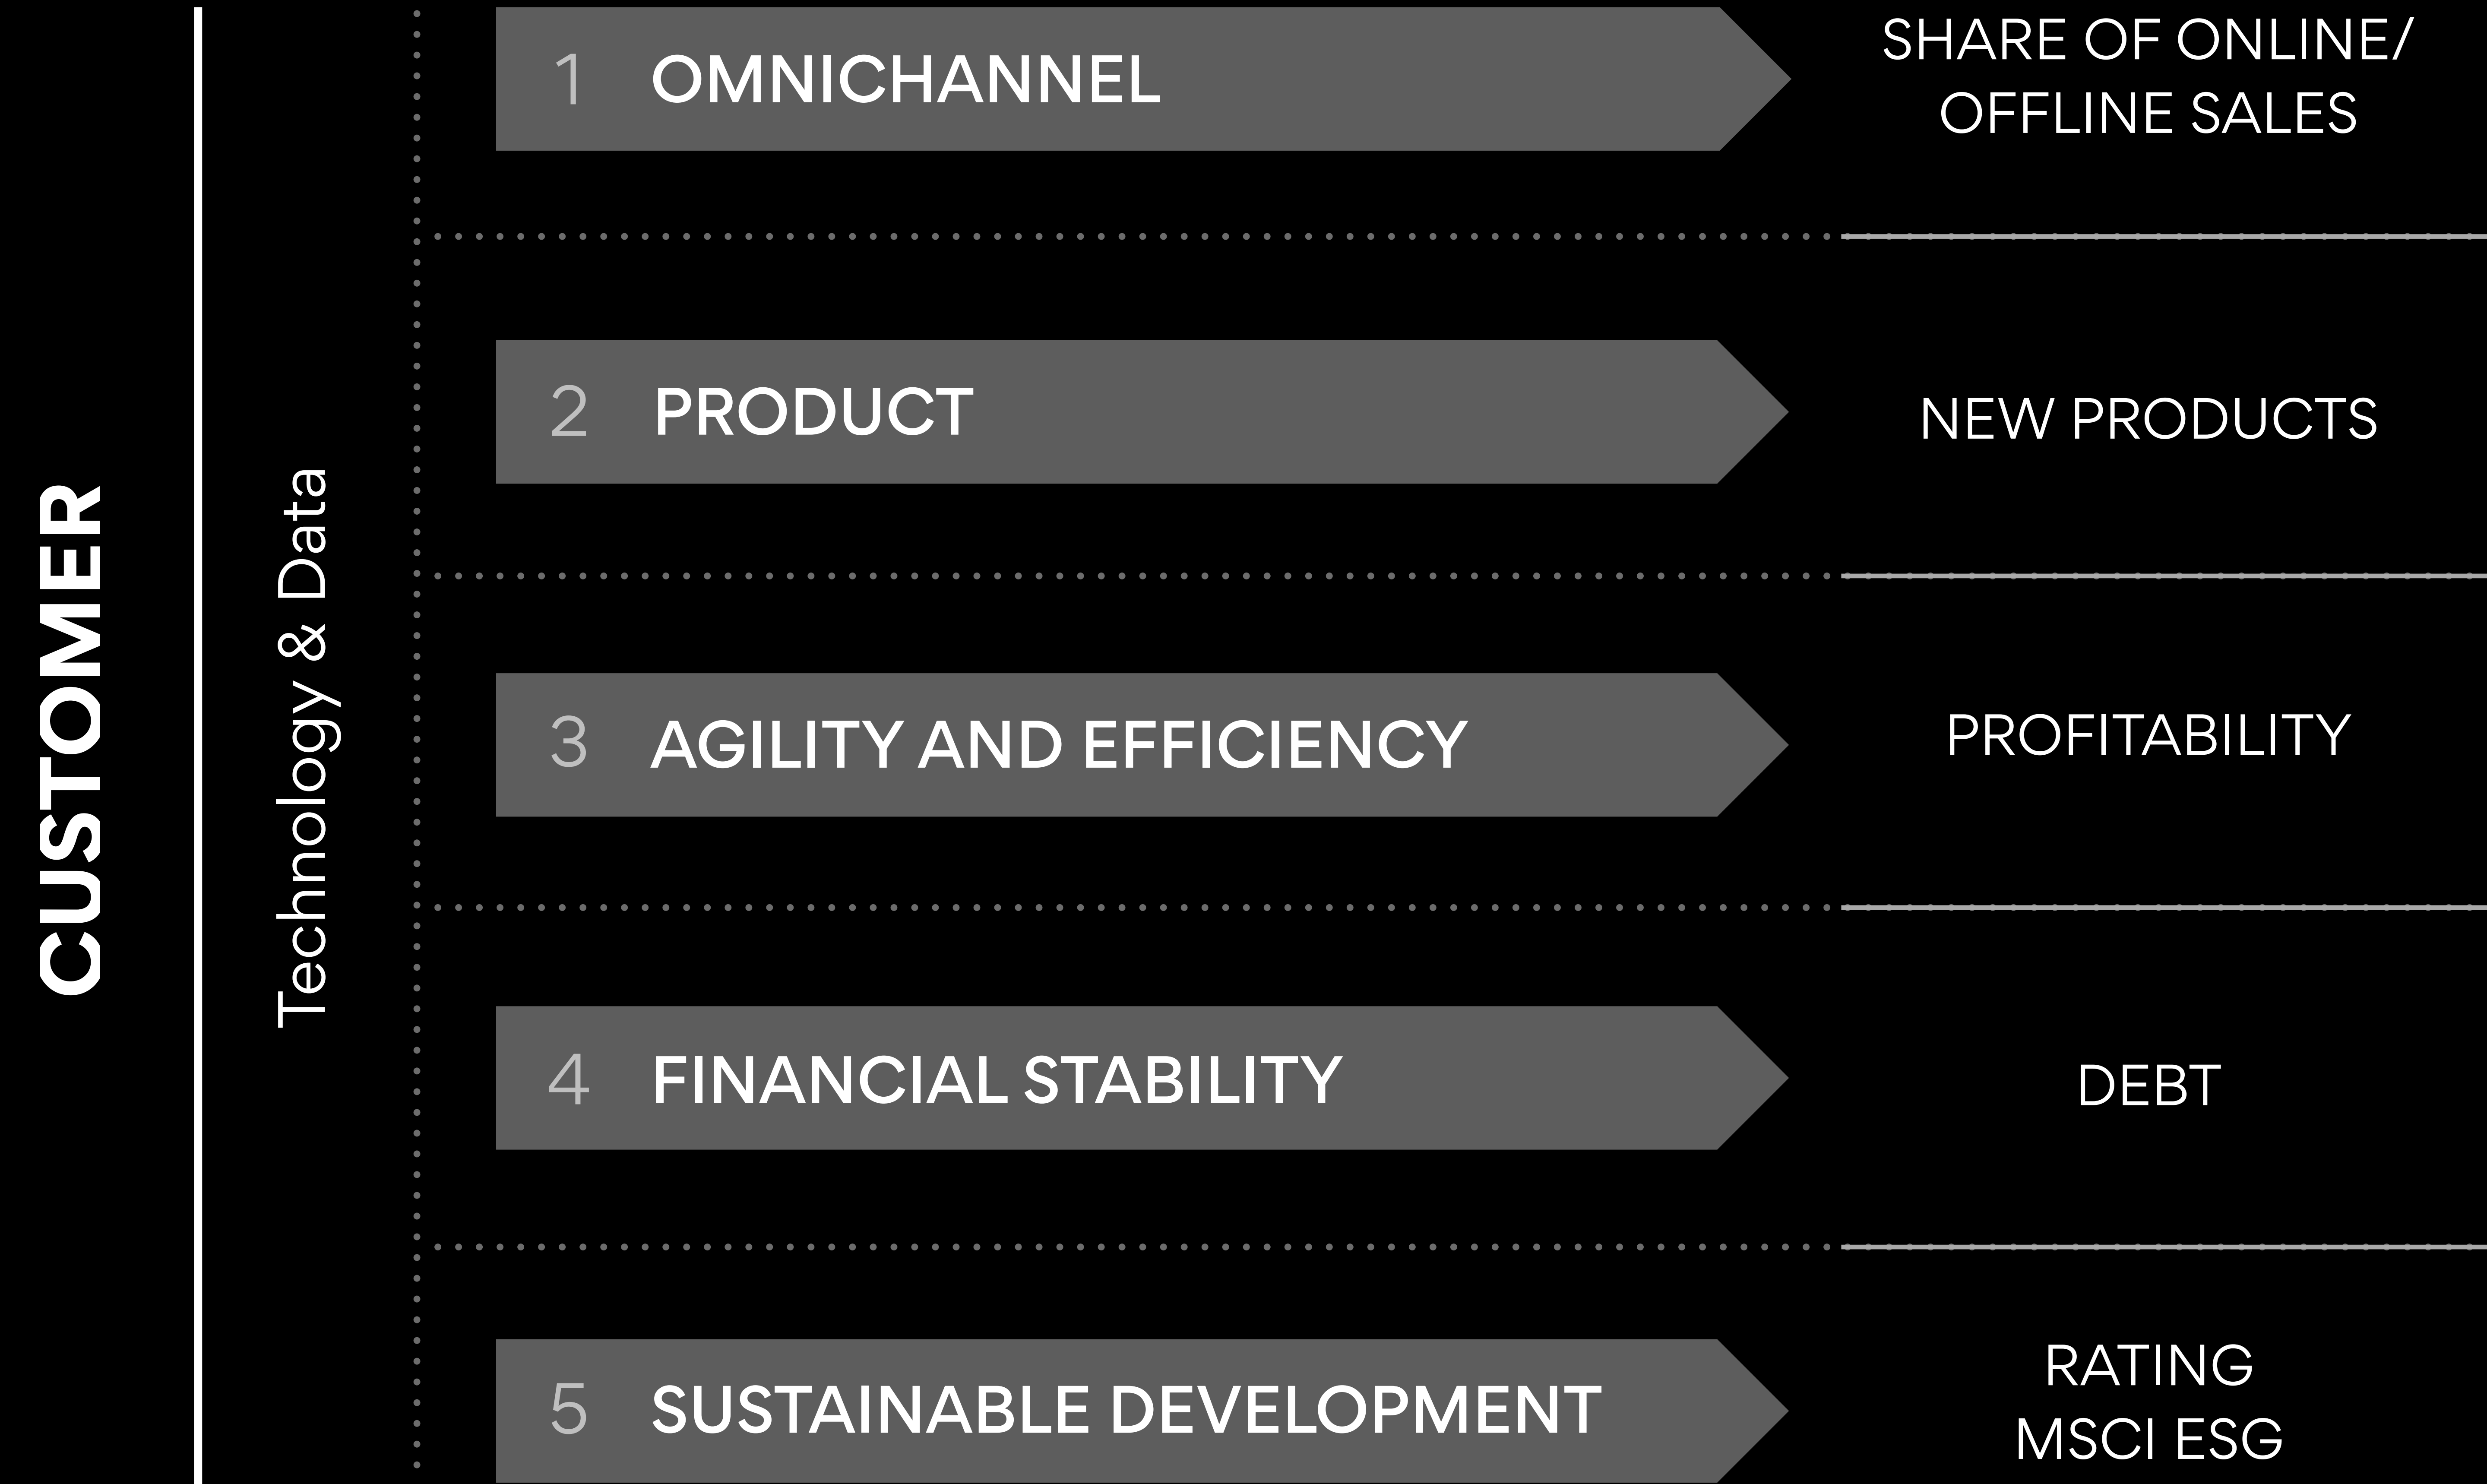 CUSTOMER
Technology & Data
1 OMNICHANNEL
SHARE OF ONLINE/
OFFLINE SALES
2 PRODUCT
NEW PRODUCTS
3 AGILITY AND EFFICIENCY
PROFITABILITY
4 FINANCIAL STABILITY
DEBT
5 SUSTAINABLE DEVELOPMENT
RATING
MSCI ESG